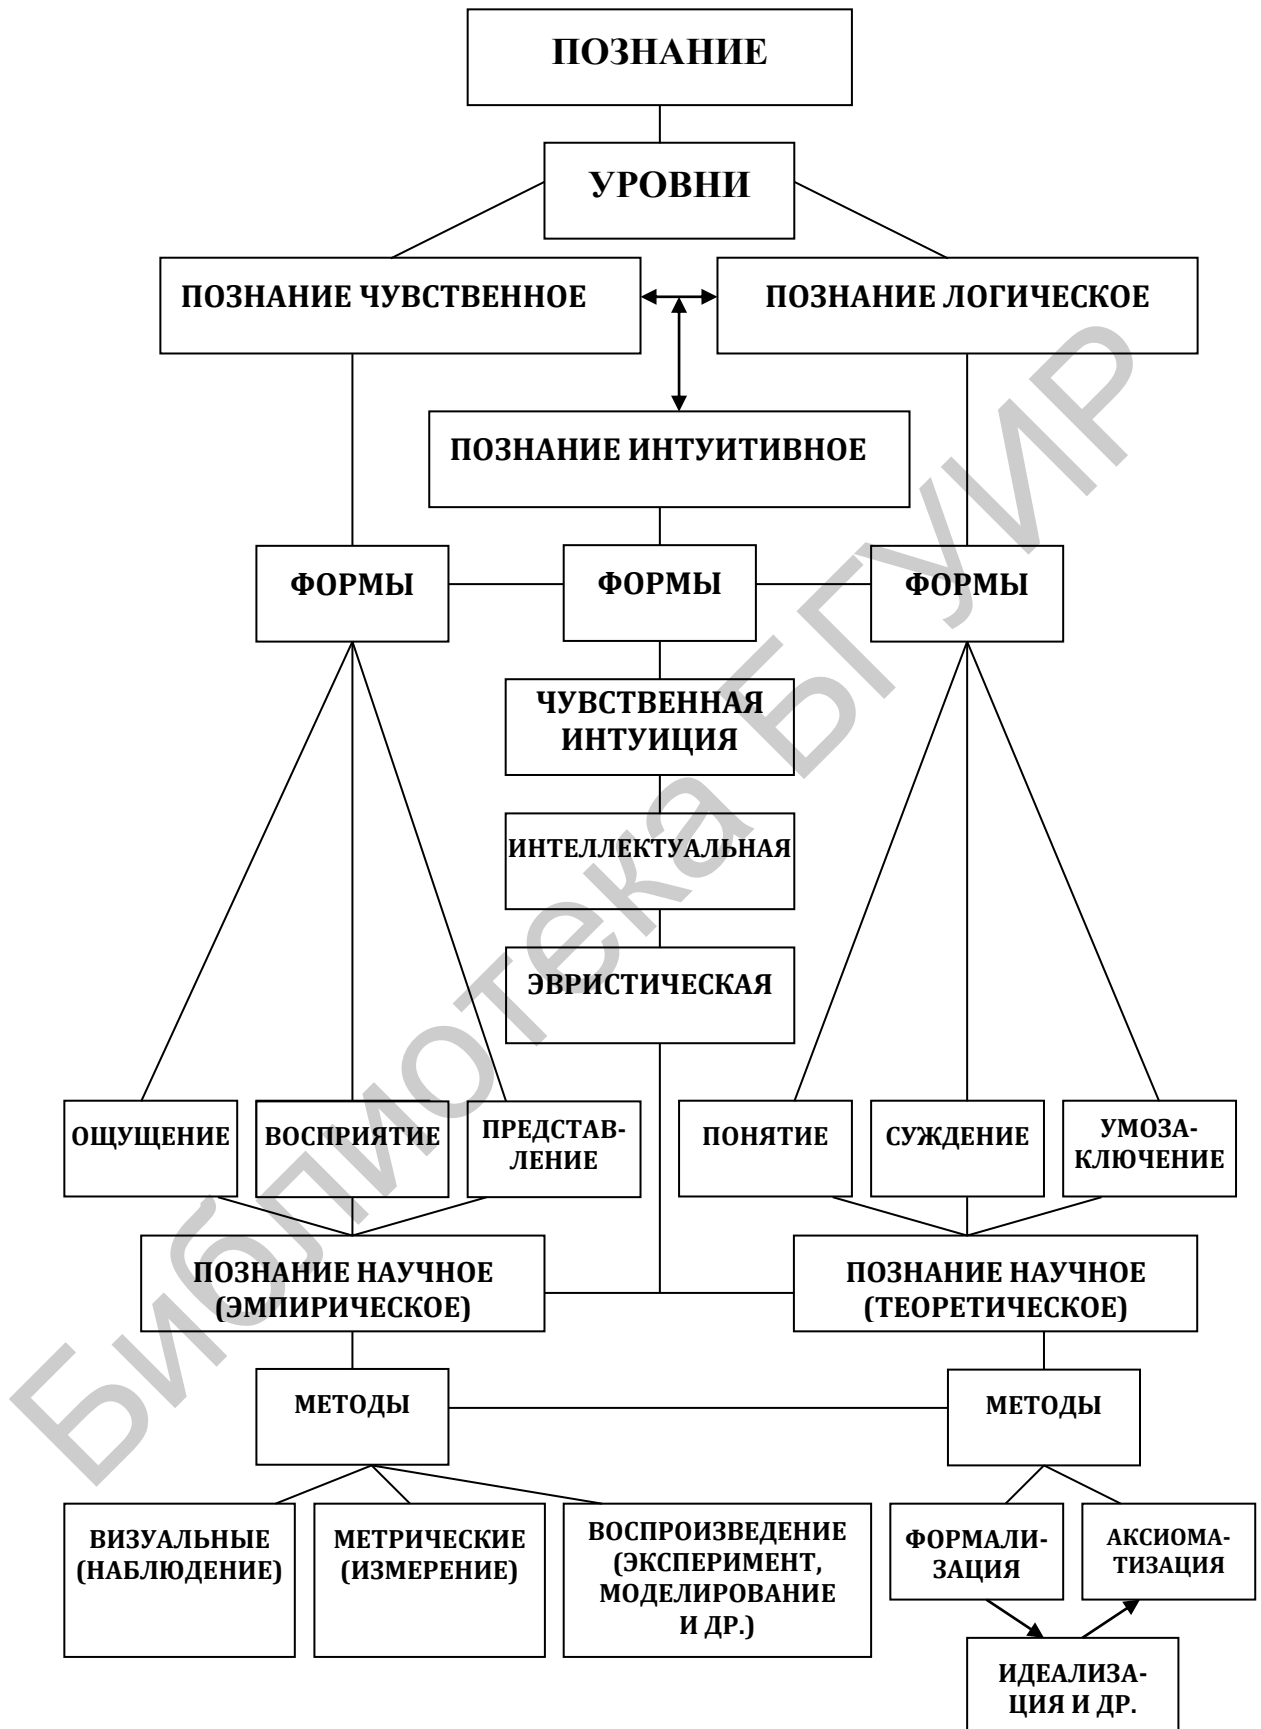 ПОЗНАНИЕ
УРОВНИ
ПОЗНАНИЕ ЧУВСТВЕННОЕ
ПОЗНАНИЕ ЛОГИЧЕСКОЕ
ПОЗНАНИЕ ИНТУИТИВНОЕ
ФОРМЫ
ФОРМЫ
ФОРМЫ
ЧУВСТВЕННАЯ
ИНТУИЦИЯ
ИНТЕЛЛЕКТУАЛЬНАЯ
ЭВРИСТИЧЕСКАЯ
ОЩУЩЕНИЕ
ВОСПРИЯТИЕ
ПРЕДСТАВ-
ЛЕНИЕ
ПОНЯТИЕ
СУЖДЕНИЕ
УМОЗА-
КЛЮЧЕНИЕ
ПОЗНАНИЕ НАУЧНОЕ
(ЭМПИРИЧЕСКОЕ)
ПОЗНАНИЕ НАУЧНОЕ
(ТЕОРЕТИЧЕСКОЕ)
МЕТОДЫ
МЕТОДЫ
ВИЗУАЛЬНЫЕ
(НАБЛЮДЕНИЕ)
МЕТРИЧЕСКИЕ
(ИЗМЕРЕНИЕ)
ВОСПРОИЗВЕДЕНИЕ
(ЭКСПЕРИМЕНТ,
МОДЕЛИРОВАНИЕ
И ДР.)
ФОРМАЛИ-
ЗАЦИЯ
АКСИОМА-
ТИЗАЦИЯ
ИДЕАЛИЗА-
ЦИЯ И ДР.
Библиотека БГУИР